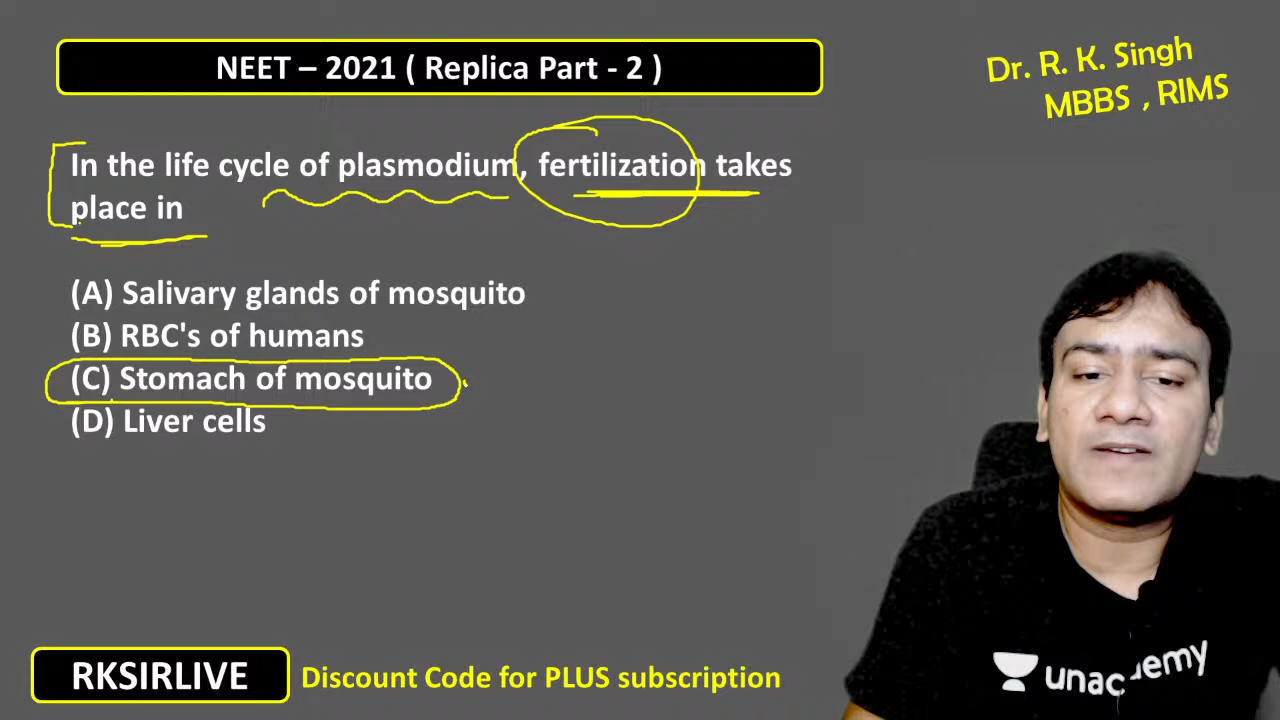 NEET – 2021 ( Replica Part - 2 )
Dr. R. K. Singh
MBBS , RIMS
In the life cycle of plasmodium, fertilization takes
place in
(A) Salivary glands of mosquito
(B) RBC's of humans
(C) Stomach of mosquito
(D) Liver cells
unacademy
RKSIRLIVE
Discount Code for PLUS subscription